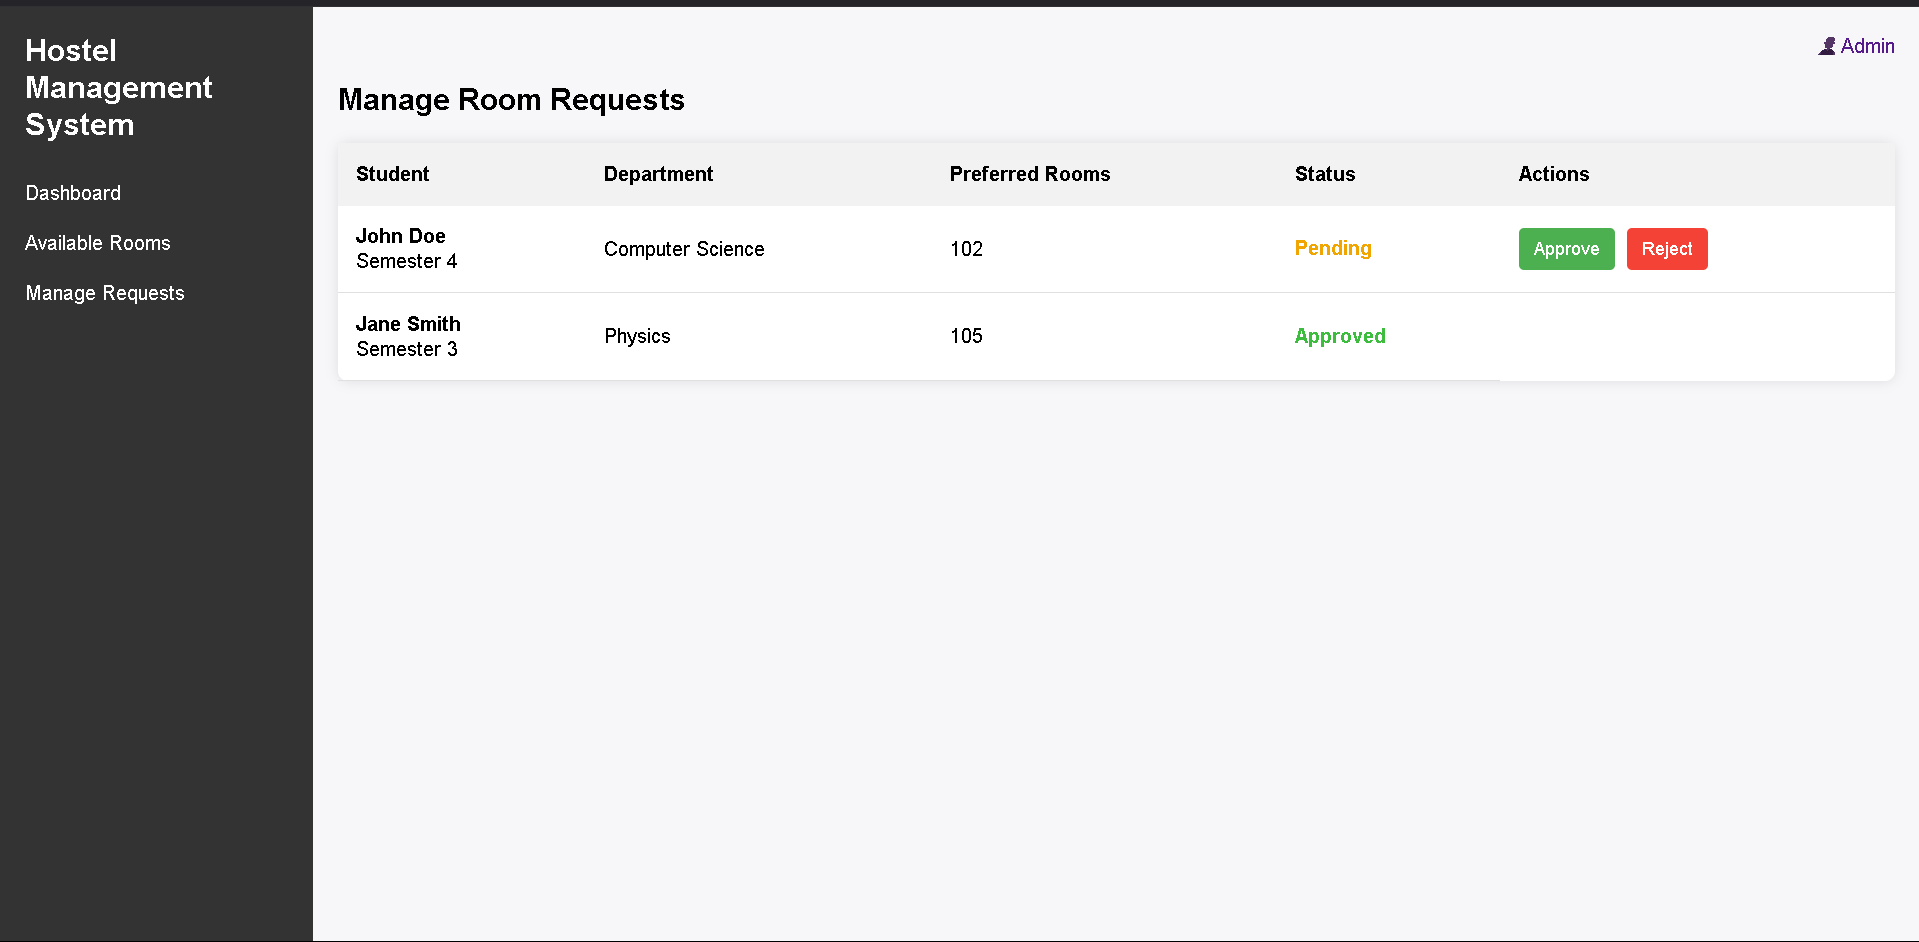 Hostel
Management
System
Dashboard
Available Rooms
Manage Requests
Admin
Manage Room Requests
Student Department Preferred Rooms Status Actions
John Doe
Semester 4
Computer Science 102 Pending Approve Reject
Jane Smith
Semester 3
Physics 105 Approved